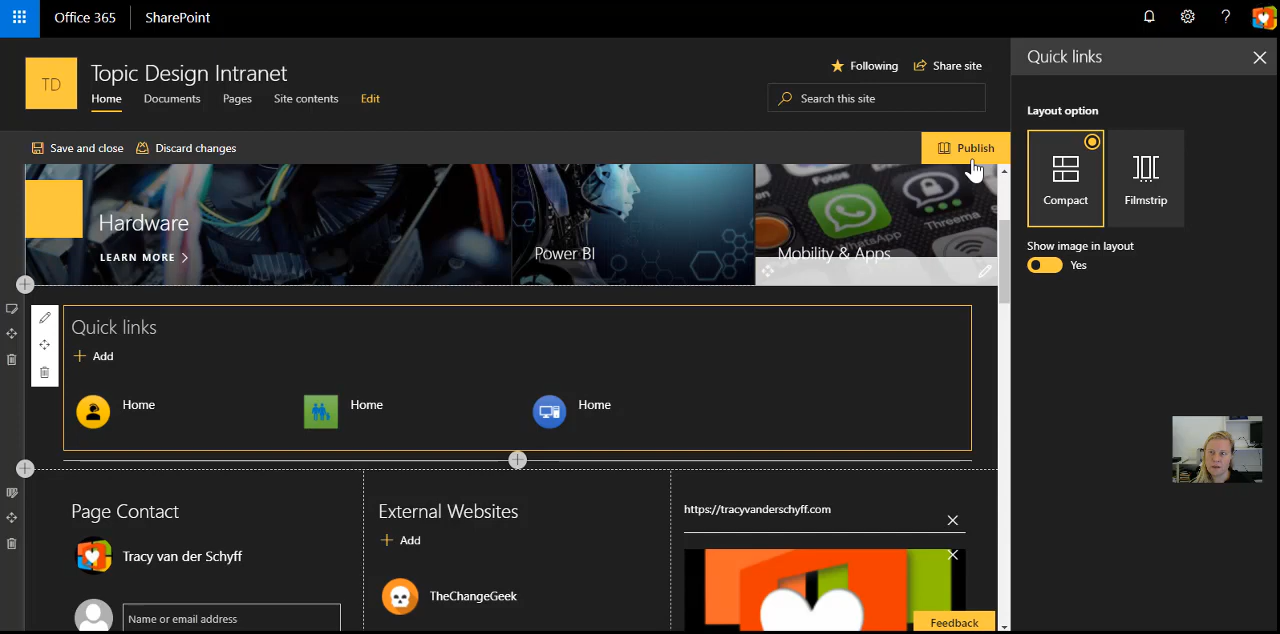 Office 365
SharePoint
TD
Topic Design Intranet
Following
Share site
Home
Documents
Pages
Site contents
Edit
Search this site
Save and close
Discard changes
Publish
Hardware
LEARN MORE
Power BI
Fotos
WhatsApp
Threema
Mobility & Apps
Quick links
Add
Home
Home
Home
Page Contact
Tracy van der Schyff
Name or email address
External Websites
Add
TheChangeGeek
https://tracyvanderschyff.com
Feedback
Quick links
Layout option
Compact
Filmstrip
Show image in layout
Yes